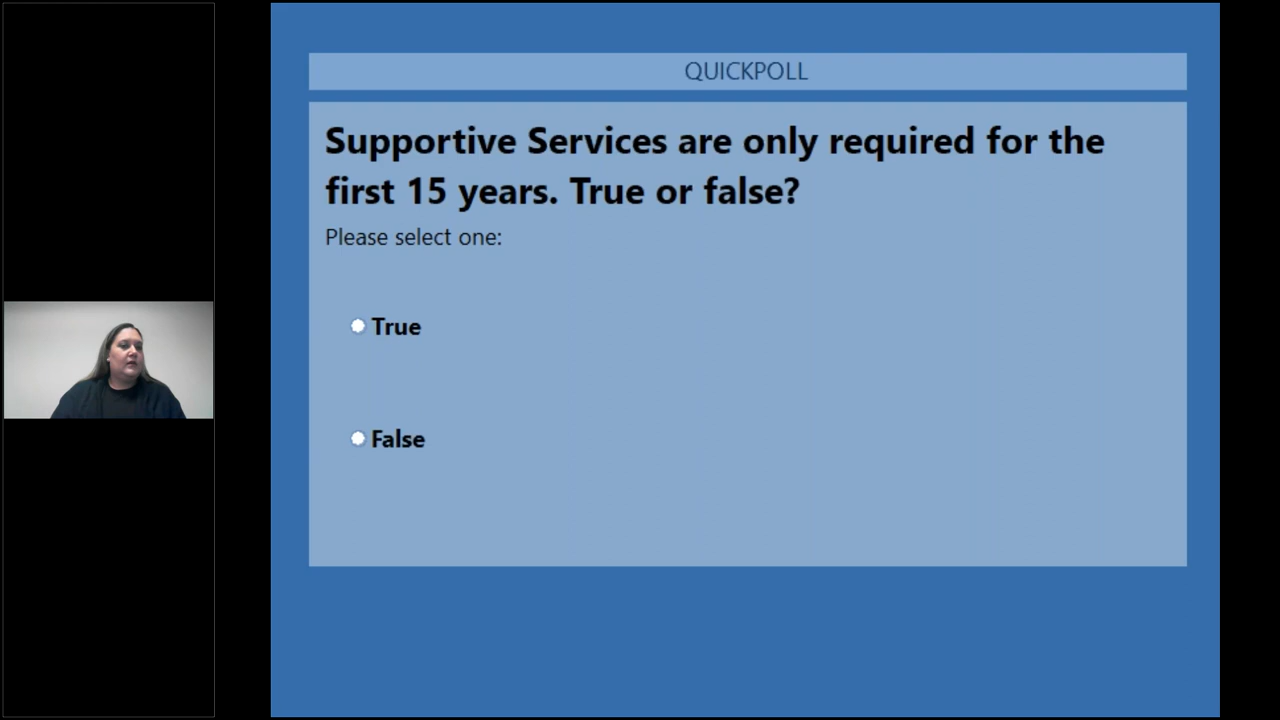 QUICKPOLL
Supportive Services are only required for the
first 15 years. True or false?
Please select one:
True
False